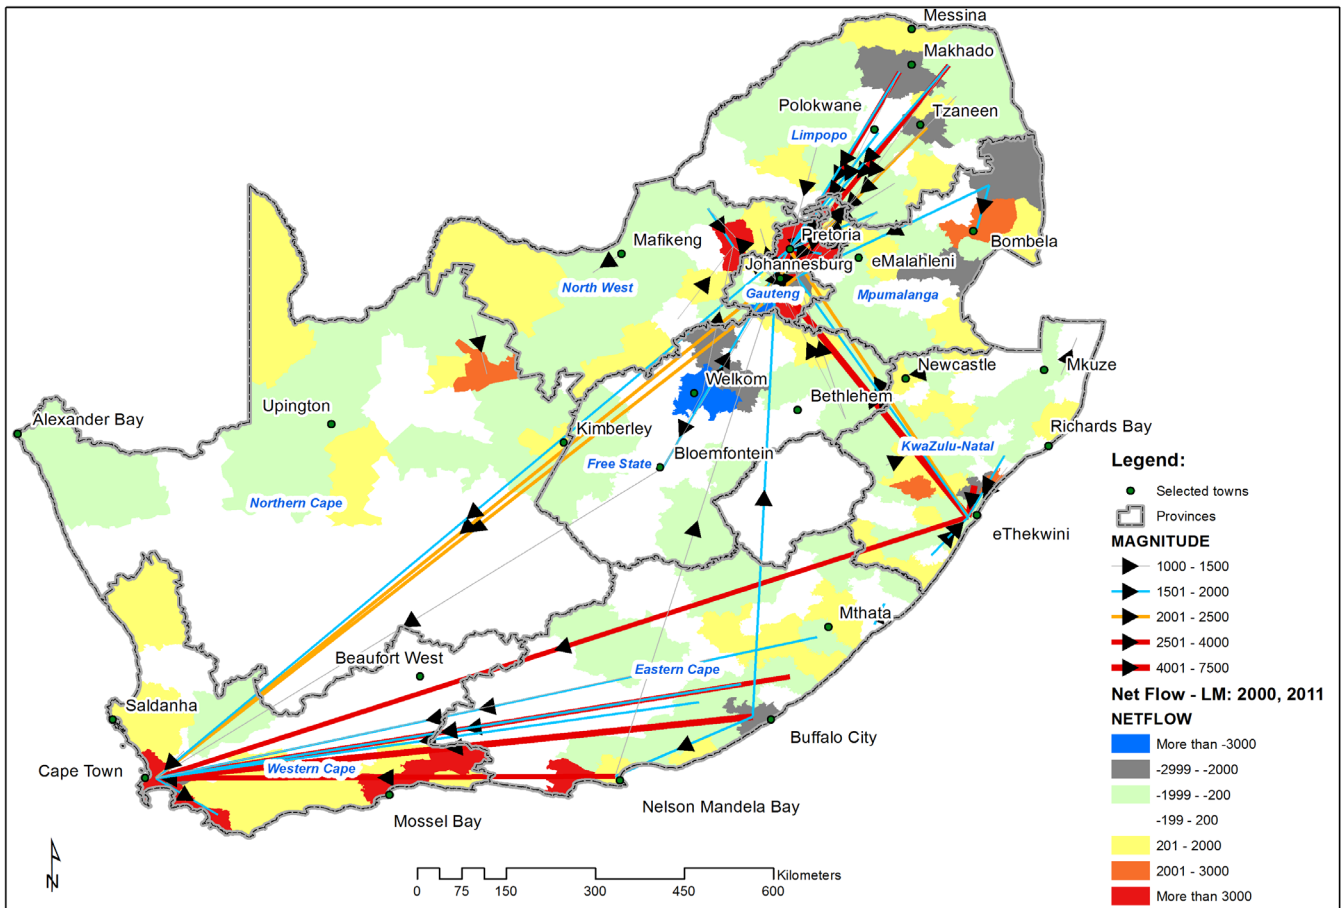 Messina
Makhado
Polokwane
Tzaneen
Limpopo
Mafikeng
Pretoria
Bombela
Johannesburg
eMalahleni
North West
Gauteng
Mpumalanga
Welkom
Newcastle
Mkuze
Bethlehem
Upington
Alexander Bay
Kimberley
Richards Bay
KwaZulu-Natal
Bloemfontein
Free State
Northern Cape
eThekwini
Mthata
Beaufort West
Eastern Cape
Saldanha
Buffalo City
Cape Town
Western Cape
Nelson Mandela Bay
Mossel Bay
N
Kilometers
0 75 150 300 450 600
Legend:
Selected towns
Provinces
MAGNITUDE
1000 - 1500
1501 - 2000
2001 - 2500
2501 - 4000
4001 - 7500
Net Flow - LM: 2000, 2011
NETFLOW
More than -3000
-2999 - -2000
-1999 - -200
-199 - 200
201 - 2000
2001 - 3000
More than 3000